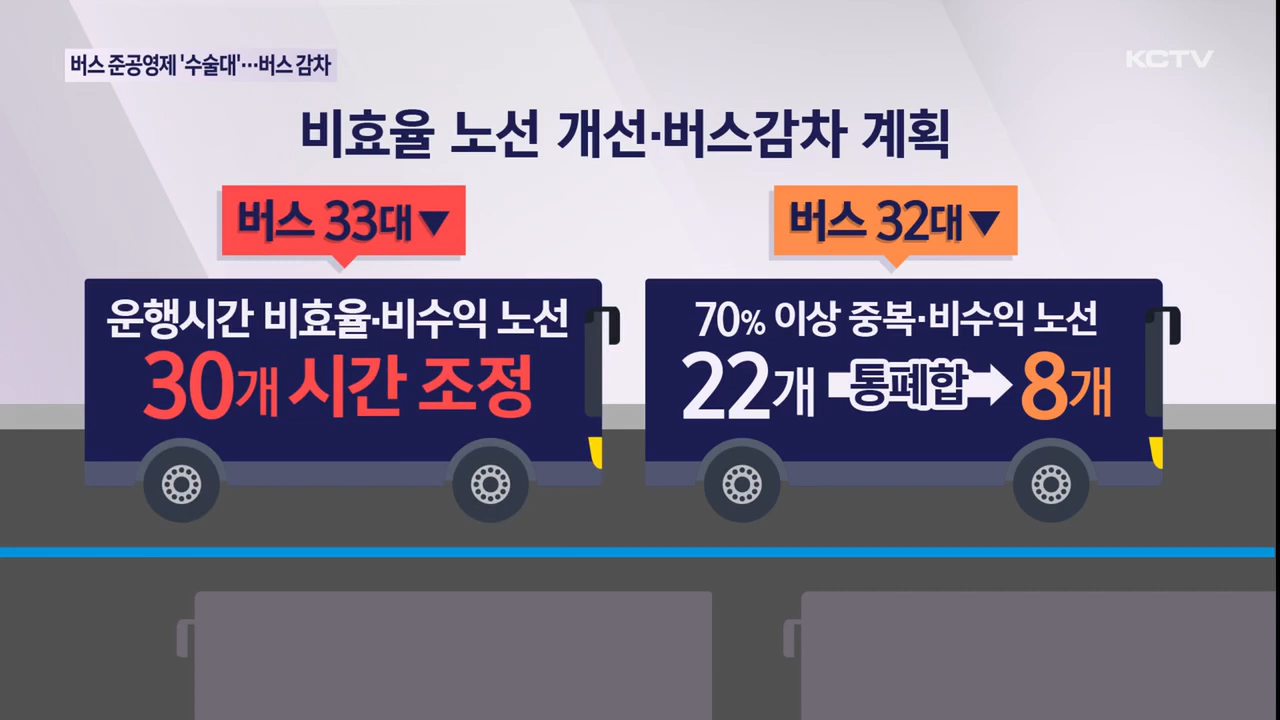 버스 준공영제 '수술대'…버스 감차
KCTV
비효율 노선 개선·버스감차 계획
버스 33대▼
버스 32대▼
운행시간 비효율·비수익 노선
30개 시간 조정
70% 이상 중복·비수익 노선
22개 통폐합 8개